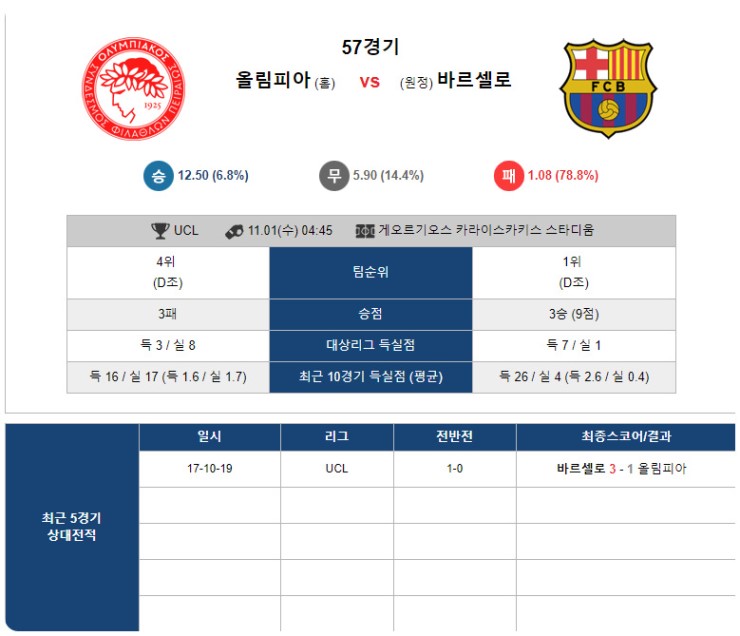 57경기
올림피아 (홈) VS (원정) 바르셀로
ΣΥΝΔΕΣΜΟΣ ΟΛΥΜΠΙΑΚΟΣ ΦΙΛΑΘΛΩΝ ΠΕΙΡΑΙΩΣ
1925
FCB
승 12.50 (6.8%) 무 5.90 (14.4%) 패 1.08 (78.8%)
UCL 11.01(수) 04:45 게오르기오스 카라이스카키스 스타디움
4위 (D조) 팀순위 1위 (D조)
3패 승점 3승 (9점)
득 3 / 실 8 대상리그 득실점 득 7 / 실 1
득 16 / 실 17 (득 1.6 / 실 1.7) 최근 10경기 득실점 (평균) 득 26 / 실 4 (득 2.6 / 실 0.4)
일시 리그 전반전 최종스코어/결과
17-10-19 UCL 1-0 바르셀로 3 - 1 올림피아
최근 5경기
상대전적